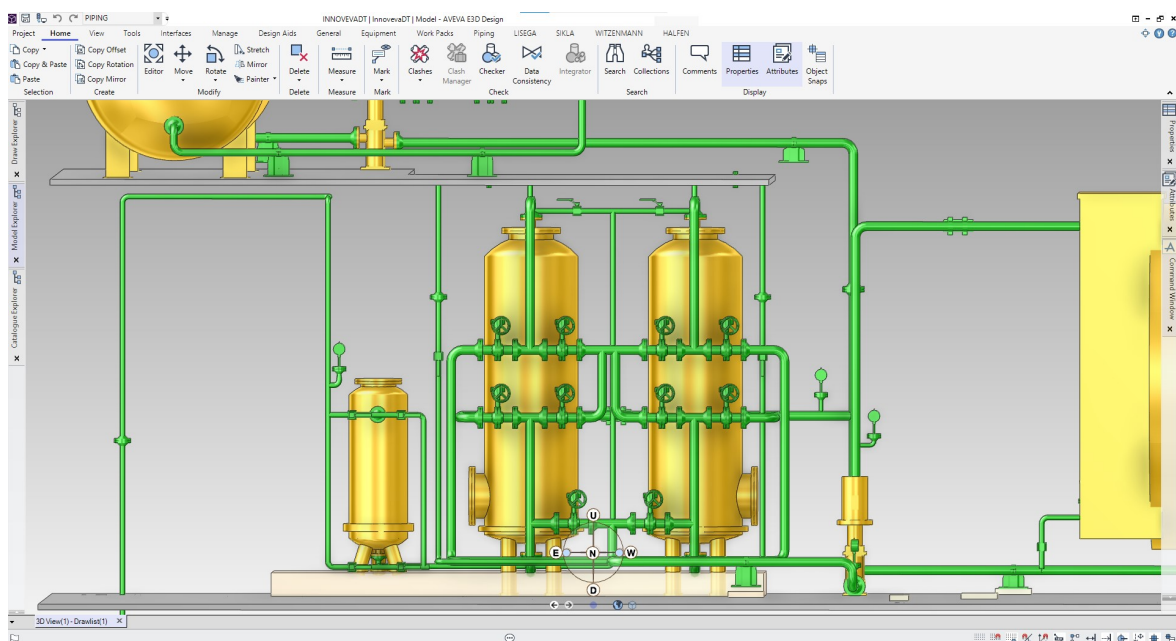 PIPING
INNOVEVADT | InnovevaDT | Model - AVEVA E3D Design
Project Home View Tools Interfaces Manage Design Aids General Equipment Work Packs Piping LISEGA SIKLA WITZENMANN HALFEN
Copy Copy Offset Stretch
Copy & Paste Copy Rotation Mirror
Paste Copy Mirror Editor Move Rotate Painter Delete Measure Mark Clashes Clash Manager Checker Data Consistency Integrator Search Collections Comments Properties Attributes Object Snaps
Selection Create Modify Delete Measure Mark Check Search Display
Draw Explorer
Model Explorer
Catalogue Explorer
Properties
Attributes
Command Window
U
E N W
D
3D View(1) - Drawlist(1)